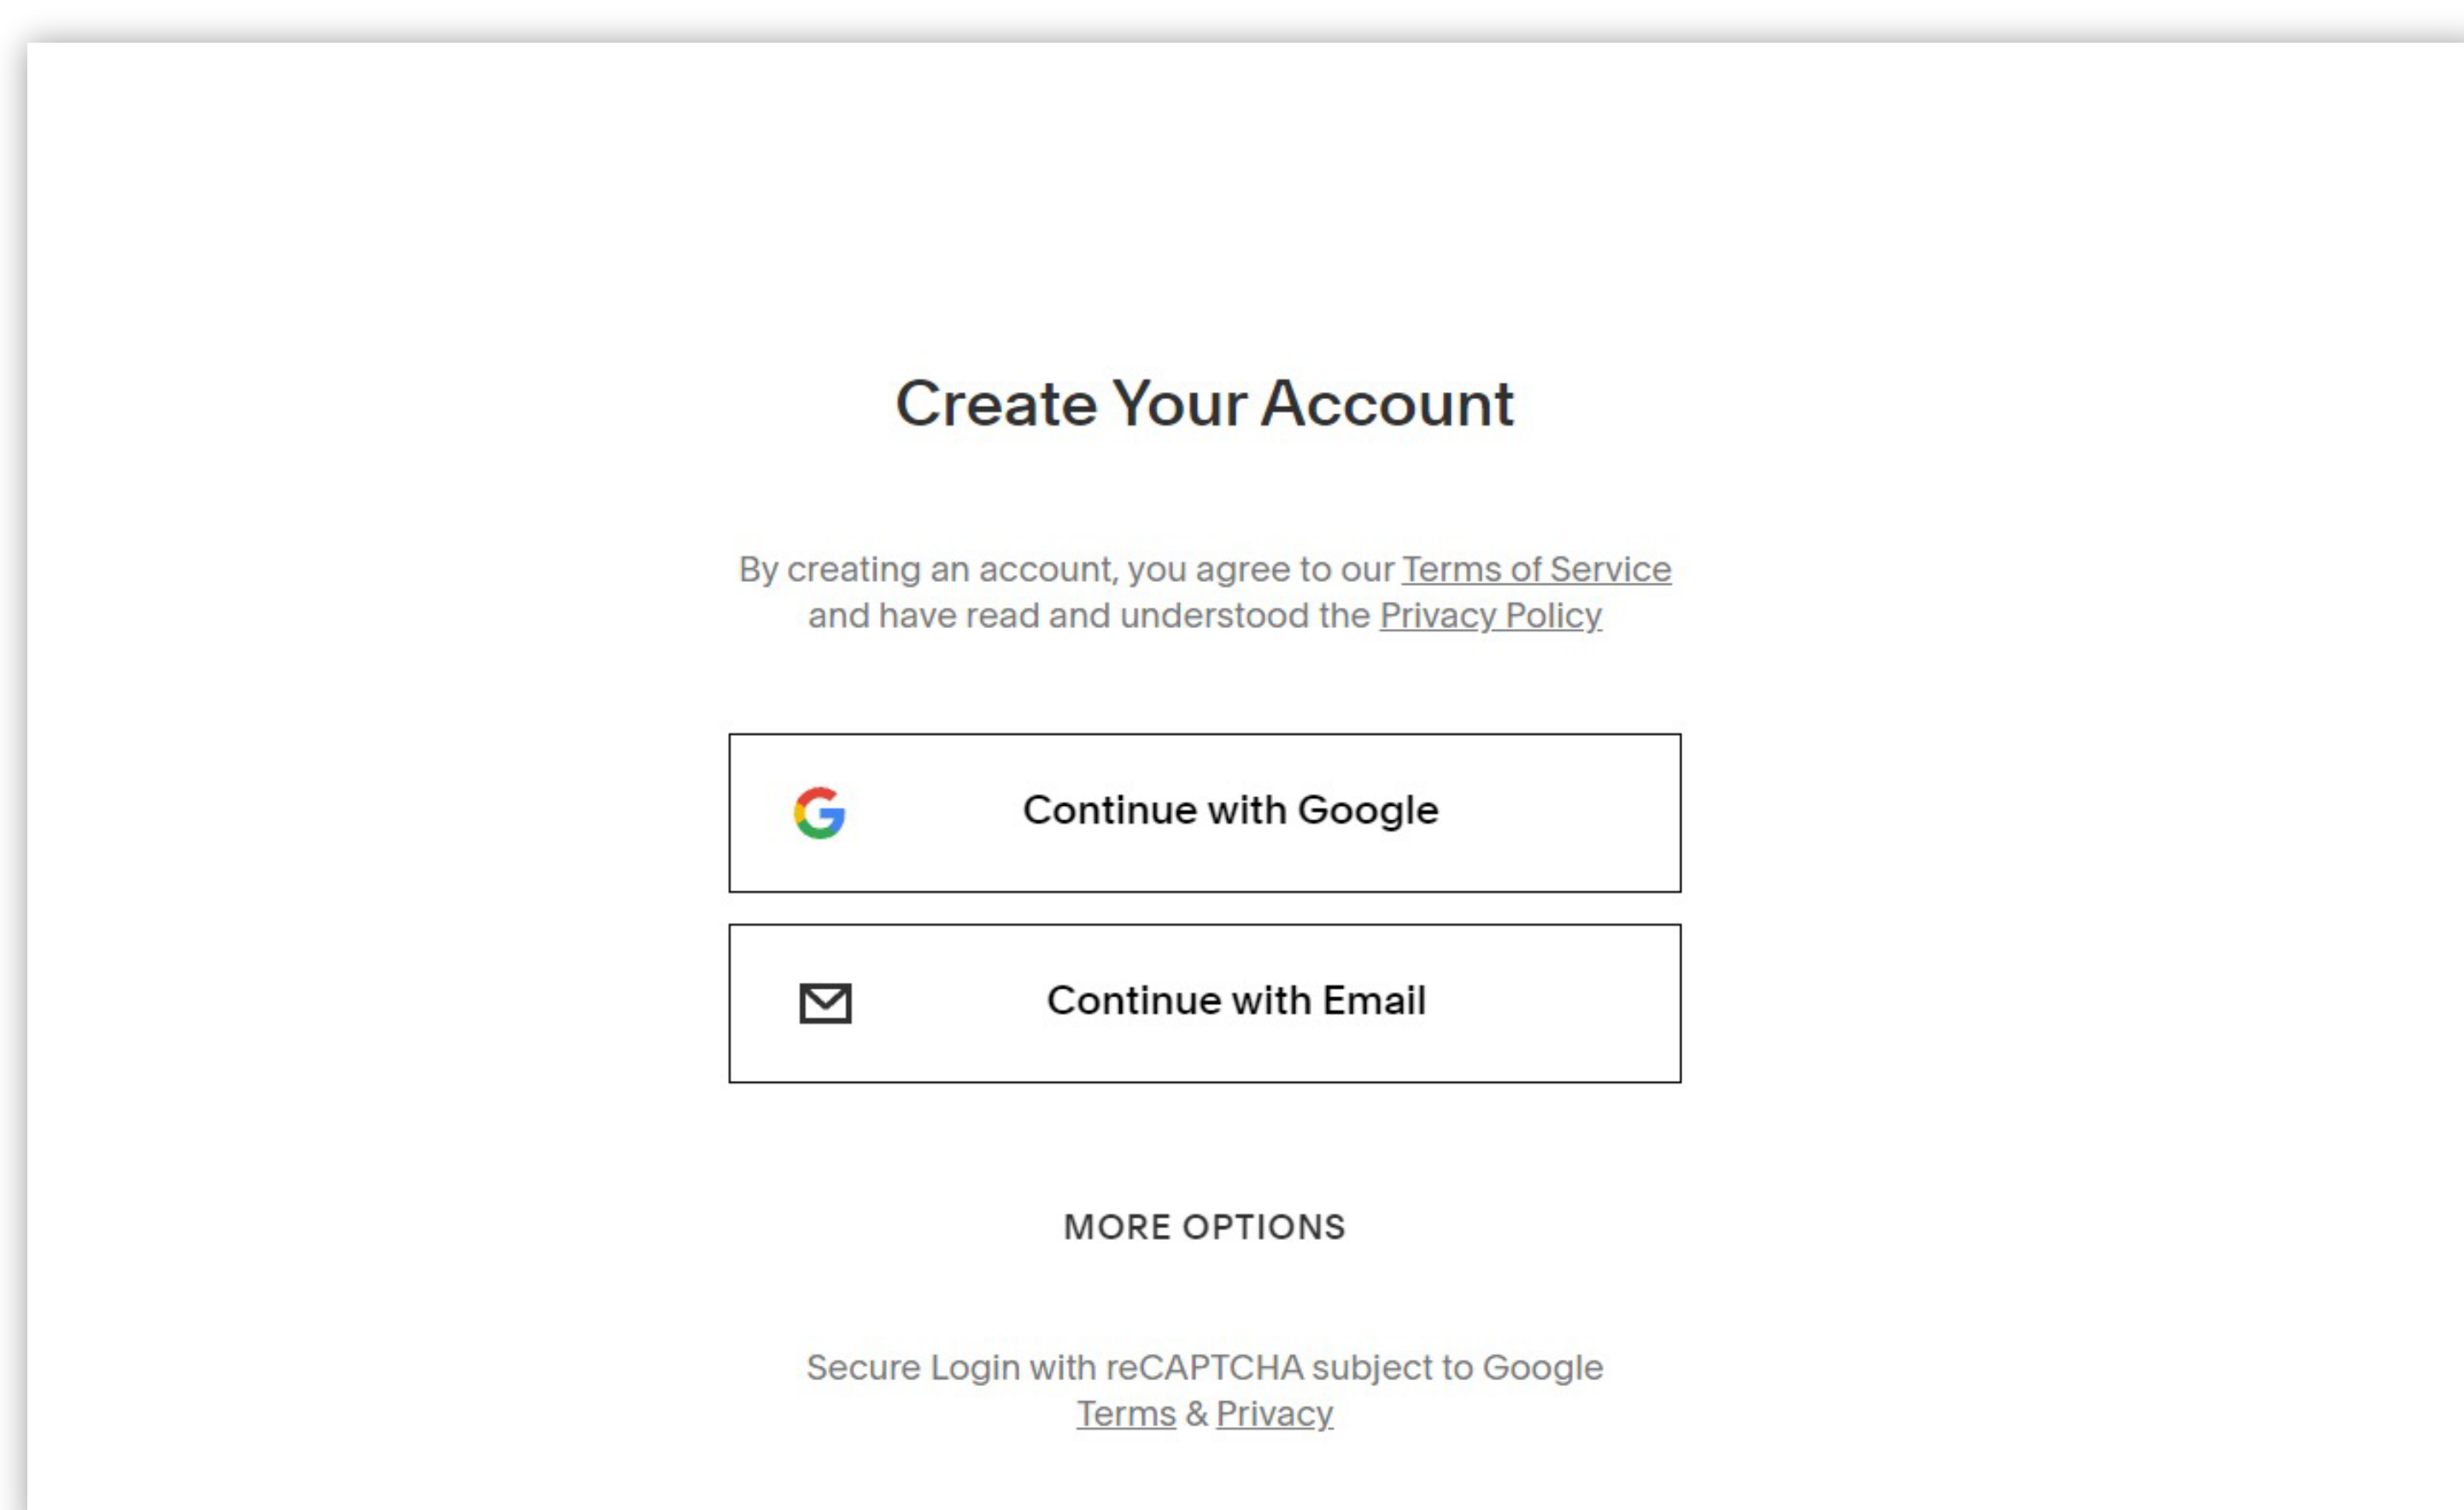 Create Your Account
By creating an account, you agree to our Terms of Service
and have read and understood the Privacy Policy
Continue with Google
Continue with Email
MORE OPTIONS
Secure Login with reCAPTCHA subject to Google
Terms & Privacy